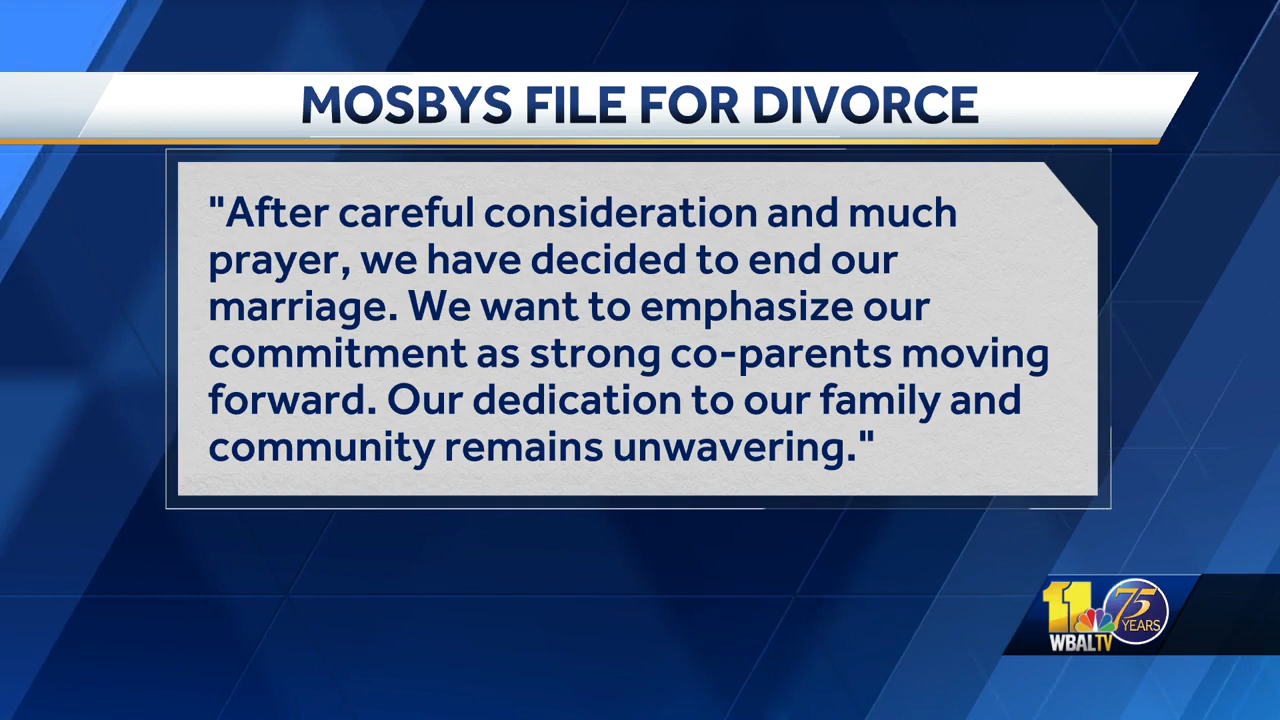 MOSBYS FILE FOR DIVORCE
"After careful consideration and much
prayer, we have decided to end our
marriage. We want to emphasize our
commitment as strong co-parents moving
forward. Our dedication to our family and
community remains unwavering."
11
75
YEARS
WBALTV